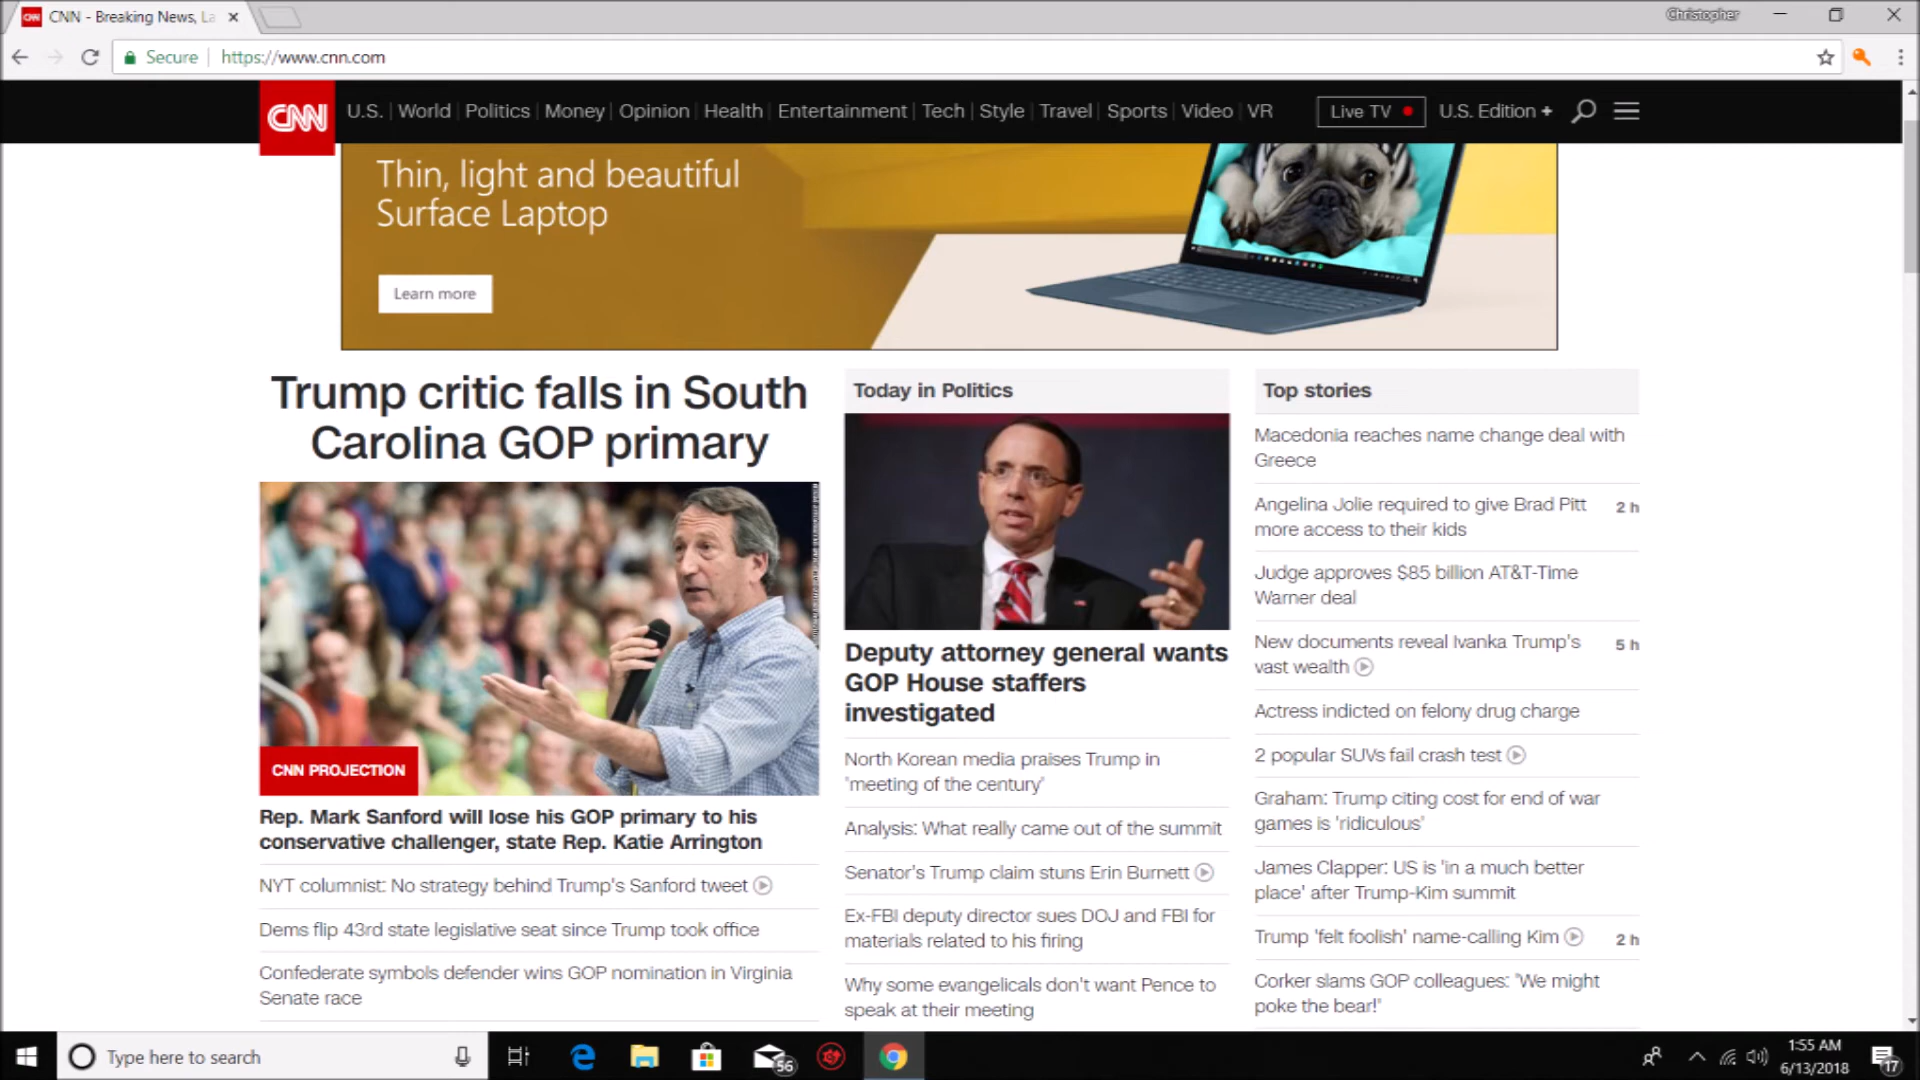 CNN - Breaking News, La
Christopher
Secure
https://www.cnn.com
CNN
U.S.
World
Politics
Money
Opinion
Health
Entertainment
Tech
Style
Travel
Sports
Video
VR
Live TV
U.S. Edition +
Thin, light and beautiful
Surface Laptop
Learn more
Trump critic falls in South
Carolina GOP primary
CNN PROJECTION
Rep. Mark Sanford will lose his GOP primary to his
conservative challenger, state Rep. Katie Arrington
NYT columnist: No strategy behind Trump's Sanford tweet
Dems flip 43rd state legislative seat since Trump took office
Confederate symbols defender wins GOP nomination in Virginia
Senate race
Today in Politics
Deputy attorney general wants
GOP House staffers
investigated
North Korean media praises Trump in
'meeting of the century'
Analysis: What really came out of the summit
Senator's Trump claim stuns Erin Burnett
Ex-FBI deputy director sues DOJ and FBI for
materials related to his firing
Why some evangelicals don't want Pence to
speak at their meeting
Top stories
Macedonia reaches name change deal with
Greece
Angelina Jolie required to give Brad Pitt 2 h
more access to their kids
Judge approves $85 billion AT&T-Time
Warner deal
New documents reveal Ivanka Trump's 5 h
vast wealth
Actress indicted on felony drug charge
2 popular SUVs fail crash test
Graham: Trump citing cost for end of war
games is 'ridiculous'
James Clapper: US is 'in a much better
place' after Trump-Kim summit
Trump 'felt foolish' name-calling Kim 2 h
Corker slams GOP colleagues: "We might
poke the bear!"
Type here to search
56
1:55 AM
6/13/2018
17